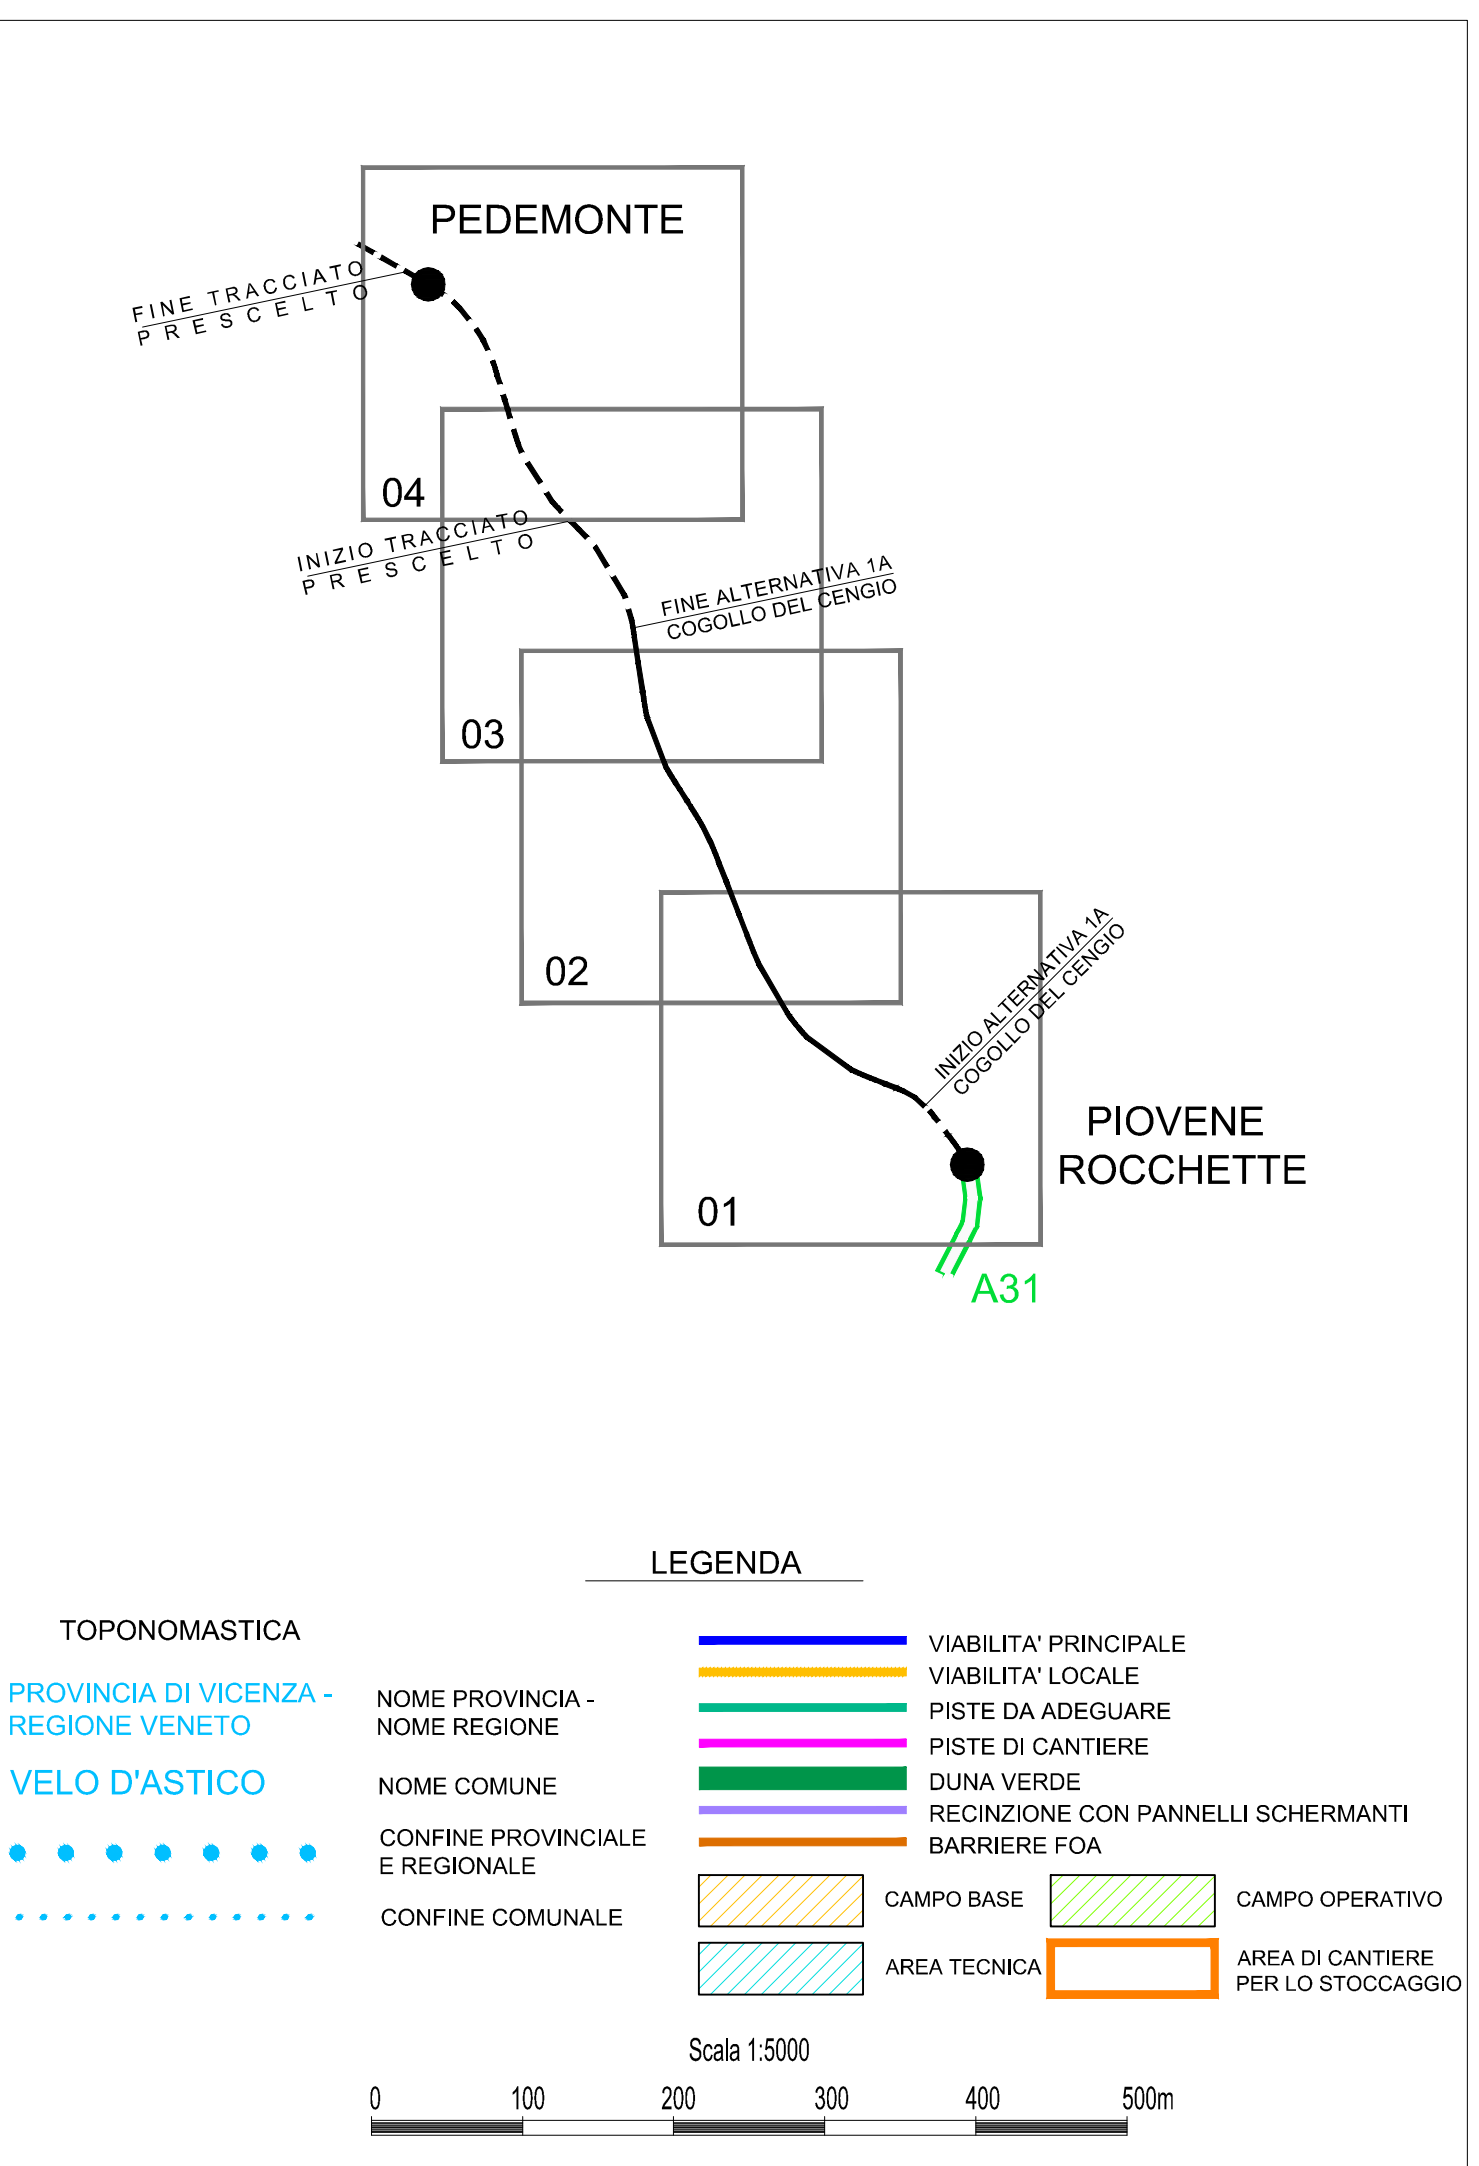 PEDEMONTE
FINE TRACCIATO
PRESCELTO
04
INIZIO TRACCIATO
PRESCELTO
FINE ALTERNATIVA 1A
COGOLLO DEL CENGIO
03
02
INIZIO ALTERNATIVA 1A
COGOLLO DEL CENGIO
PIOVENE
ROCCHETTE
01
A31
LEGENDA
TOPONOMASTICA
PROVINCIA DI VICENZA -
REGIONE VENETO
NOME PROVINCIA -
NOME REGIONE
VELO D'ASTICO
NOME COMUNE
CONFINE PROVINCIALE
E REGIONALE
CONFINE COMUNALE
VIABILITA' PRINCIPALE
VIABILITA' LOCALE
PISTE DA ADEGUARE
PISTE DI CANTIERE
DUNA VERDE
RECINZIONE CON PANNELLI SCHERMANTI
BARRIERE FOA
CAMPO BASE
CAMPO OPERATIVO
AREA TECNICA
AREA DI CANTIERE
PER LO STOCCAGGIO
Scala 1:5000
0 100 200 300 400 500m